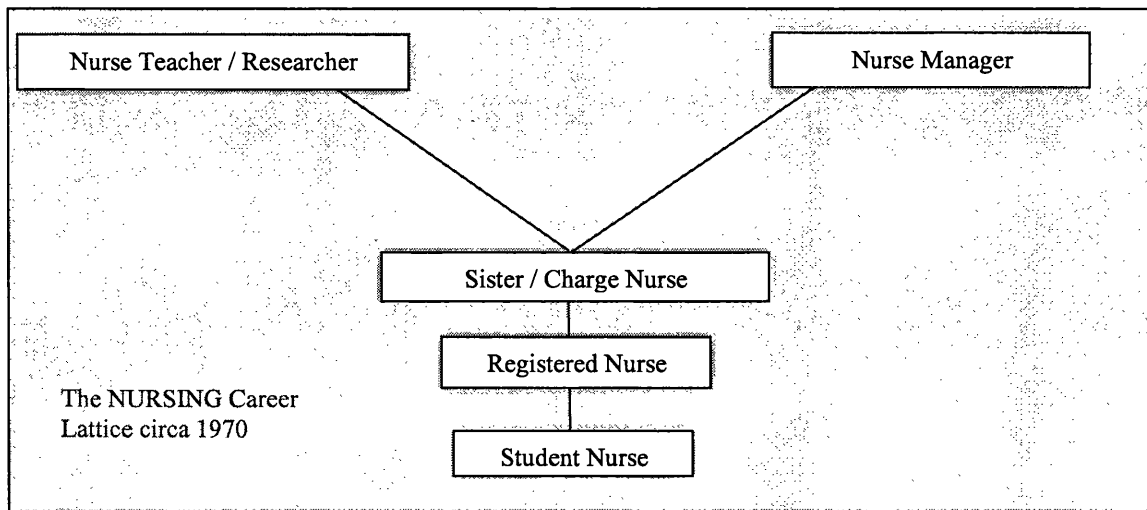 Nurse Teacher / Researcher
Nurse Manager
Sister / Charge Nurse
Registered Nurse
The NURSING Career
Lattice circa 1970
Student Nurse